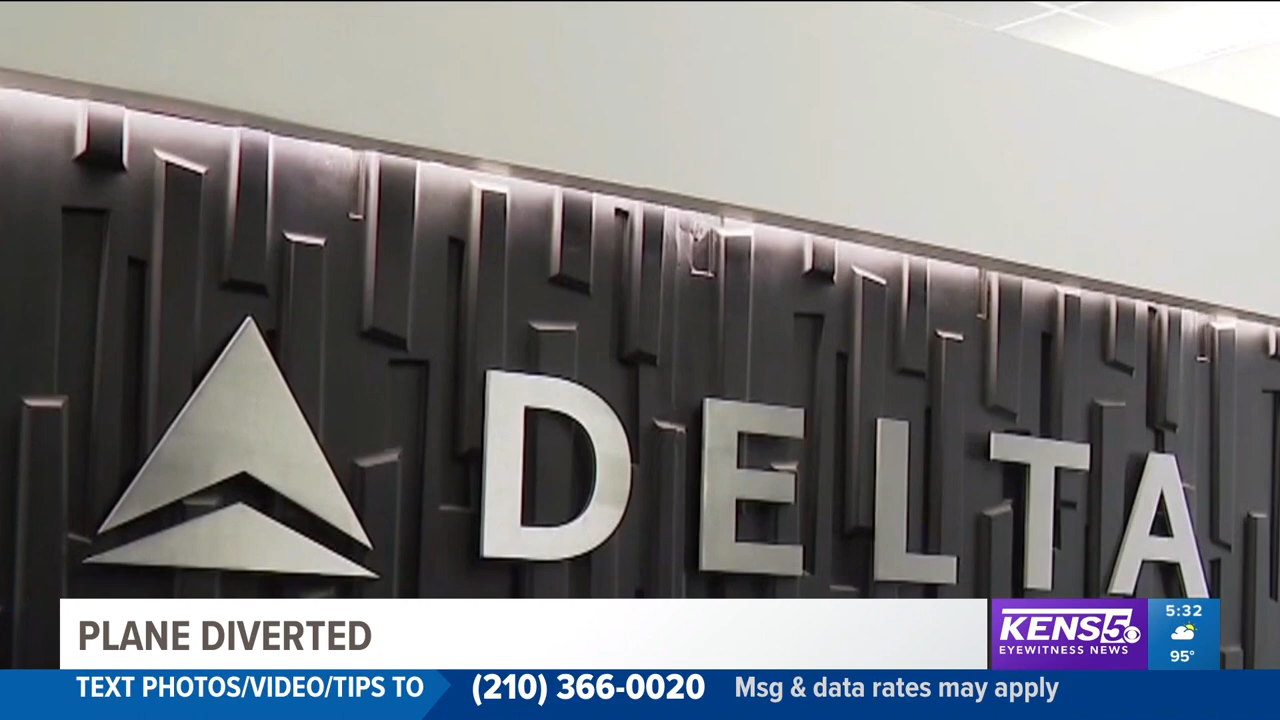 DELTA
PLANE DIVERTED
KENS5
EYEWITNESS NEWS
5:32
95°
TEXT PHOTOS/VIDEO/TIPS TO (210) 366-0020 Msg & data rates may apply